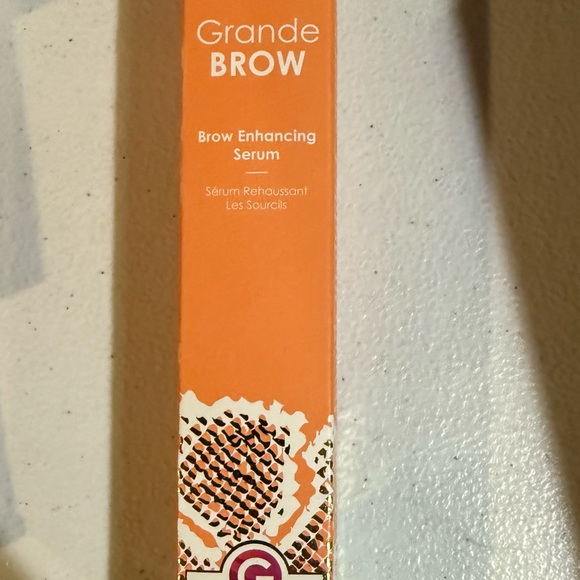 Grande
BROW
Brow Enhancing
Serum
Sérum Rehaussant
Les Sourcils
G